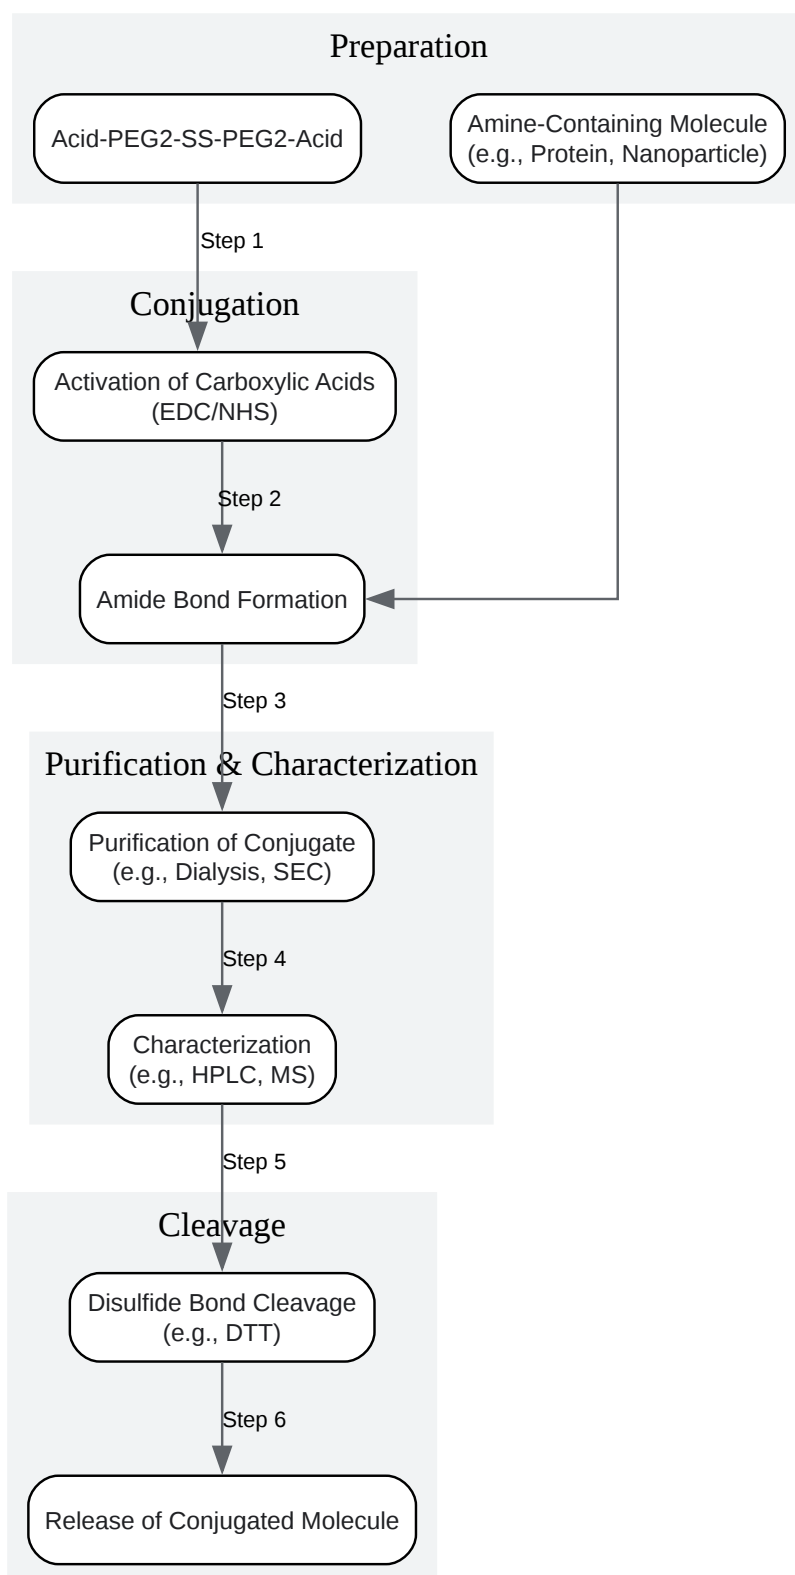 Preparation
Acid-PEG2-SS-PEG2-Acid
Amine-Containing Molecule
(e.g., Protein, Nanoparticle)
Step 1
Conjugation
Activation of Carboxylic Acids
(EDC/NHS)
Step 2
Amide Bond Formation
Step 3
Purification & Characterization
Purification of Conjugate
(e.g., Dialysis, SEC)
Step 4
Characterization
(e.g., HPLC, MS)
Step 5
Cleavage
Disulfide Bond Cleavage
(e.g., DTT)
Step 6
Release of Conjugated Molecule